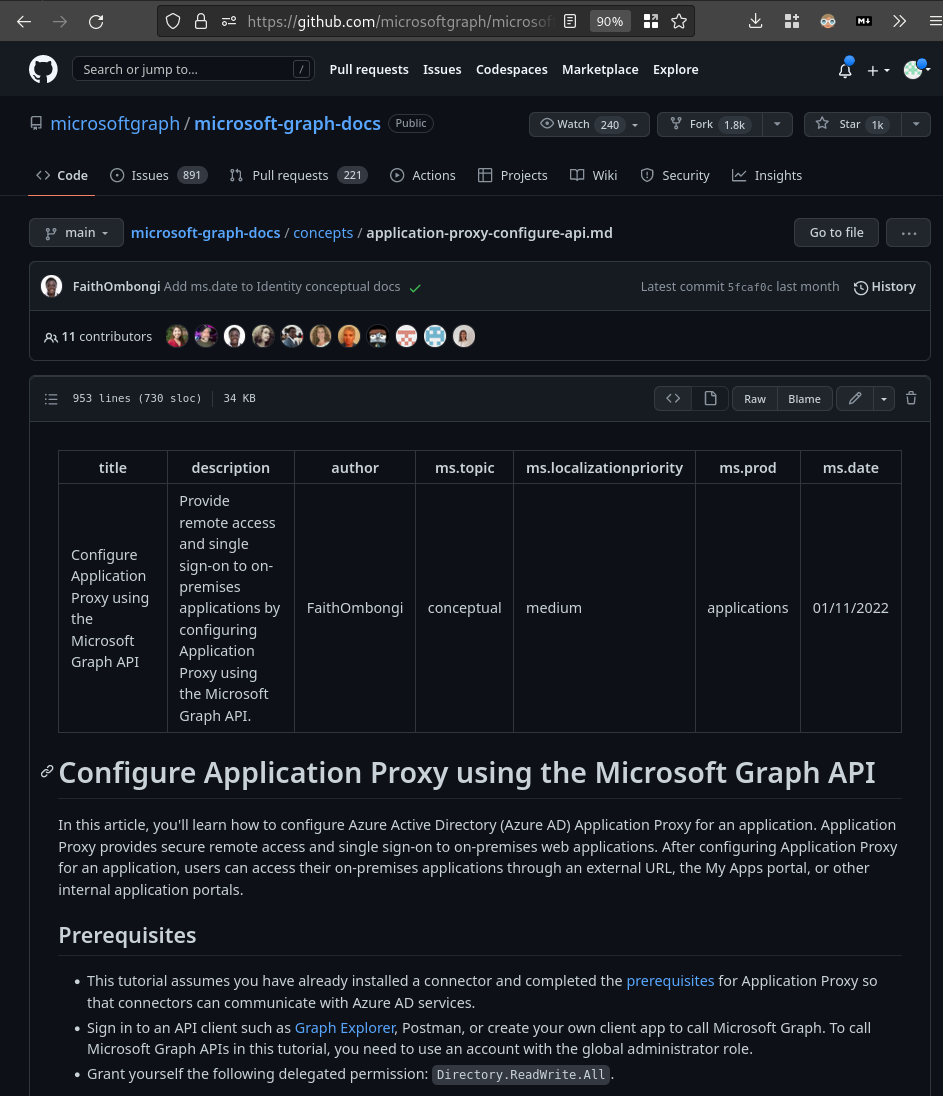 https://github.com/microsoftgraph/microsof
90%
M
Search or jump to...
/
Pull requests
Issues
Codespaces
Marketplace
Explore
+
microsoftgraph / microsoft-graph-docs
Public
Watch 240
Fork 1.8k
Star 1k
Code
Issues 891
Pull requests 221
Actions
Projects
Wiki
Security
Insights
main
microsoft-graph-docs / concepts / application-proxy-configure-api.md
Go to file
...
FaithOmbongi Add ms.date to Identity conceptual docs
Latest commit 5fcaf0c last month
History
11 contributors
953 lines (730 sloc)
34 KB
<>
Raw
Blame
title description author ms.topic ms.localizationpriority ms.prod ms.date
Configure
Application
Proxy using
the
Microsoft
Graph API
Provide
remote access
and single
sign-on to on-
premises
applications by
configuring
Application
Proxy using
the Microsoft
Graph API.
FaithOmbongi
conceptual
medium
applications
01/11/2022
Configure Application Proxy using the Microsoft Graph API
In this article, you'll learn how to configure Azure Active Directory (Azure AD) Application Proxy for an application. Application
Proxy provides secure remote access and single sign-on to on-premises web applications. After configuring Application Proxy
for an application, users can access their on-premises applications through an external URL, the My Apps portal, or other
internal application portals.
Prerequisites
• This tutorial assumes you have already installed a connector and completed the prerequisites for Application Proxy so
that connectors can communicate with Azure AD services.
• Sign in to an API client such as Graph Explorer, Postman, or create your own client app to call Microsoft Graph. To call
Microsoft Graph APIs in this tutorial, you need to use an account with the global administrator role.
• Grant yourself the following delegated permission: Directory.ReadWrite.All.